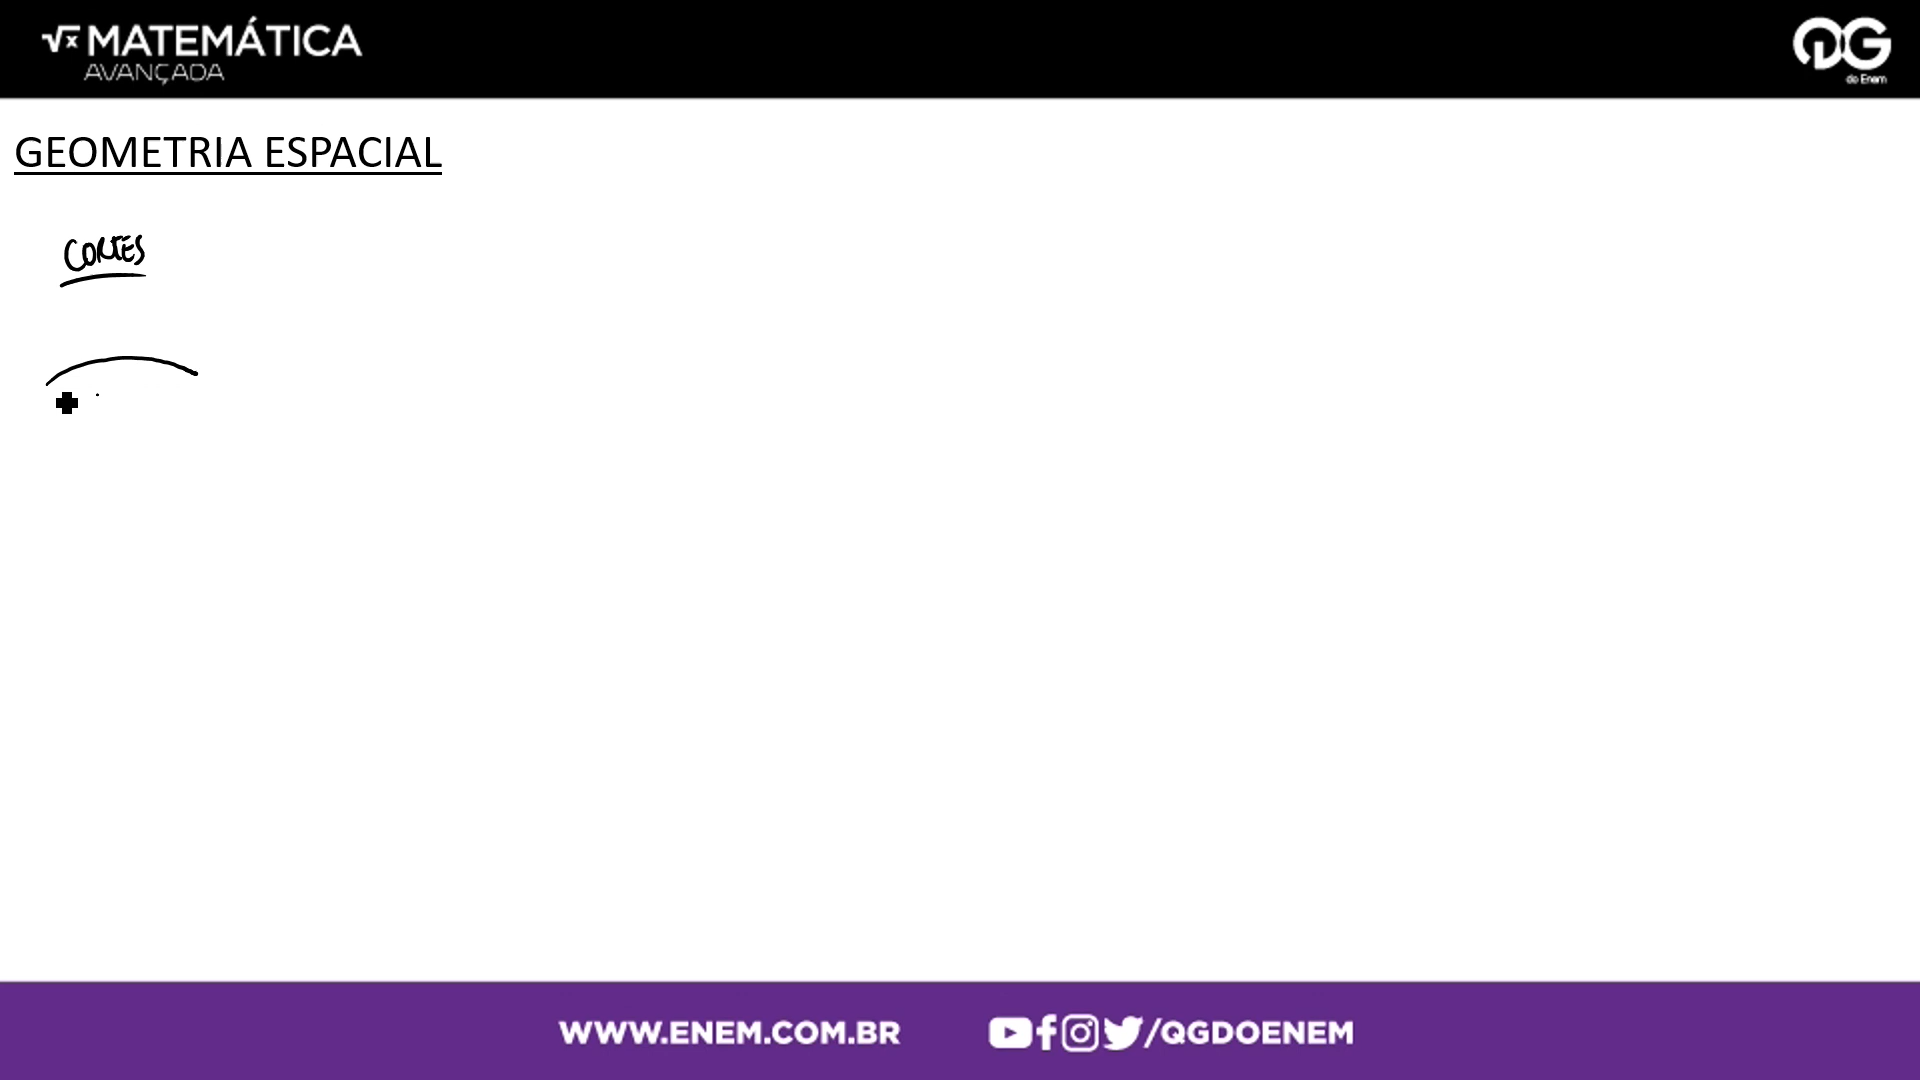 √x MATEMÁTICA
AVANÇADA
QG
do Enem
GEOMETRIA ESPACIAL
CORTES
WWW.ENEM.COM.BR
/QGDOENEM